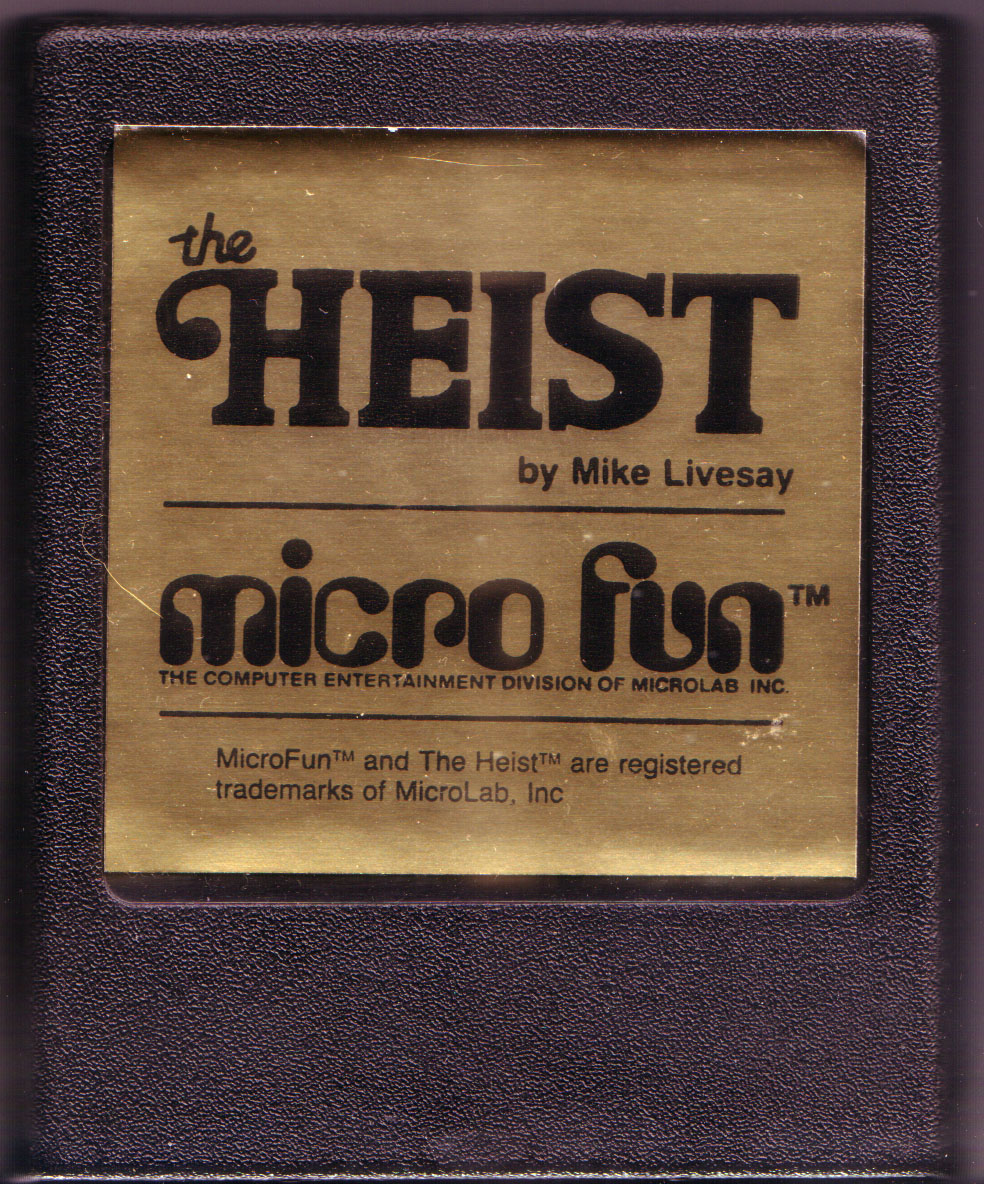 the
HEIST
by Mike Livesay
micro fun™
THE COMPUTER ENTERTAINMENT DIVISION OF MICROLAB INC.
MicroFun™ and The Heist™ are registered
trademarks of MicroLab, Inc